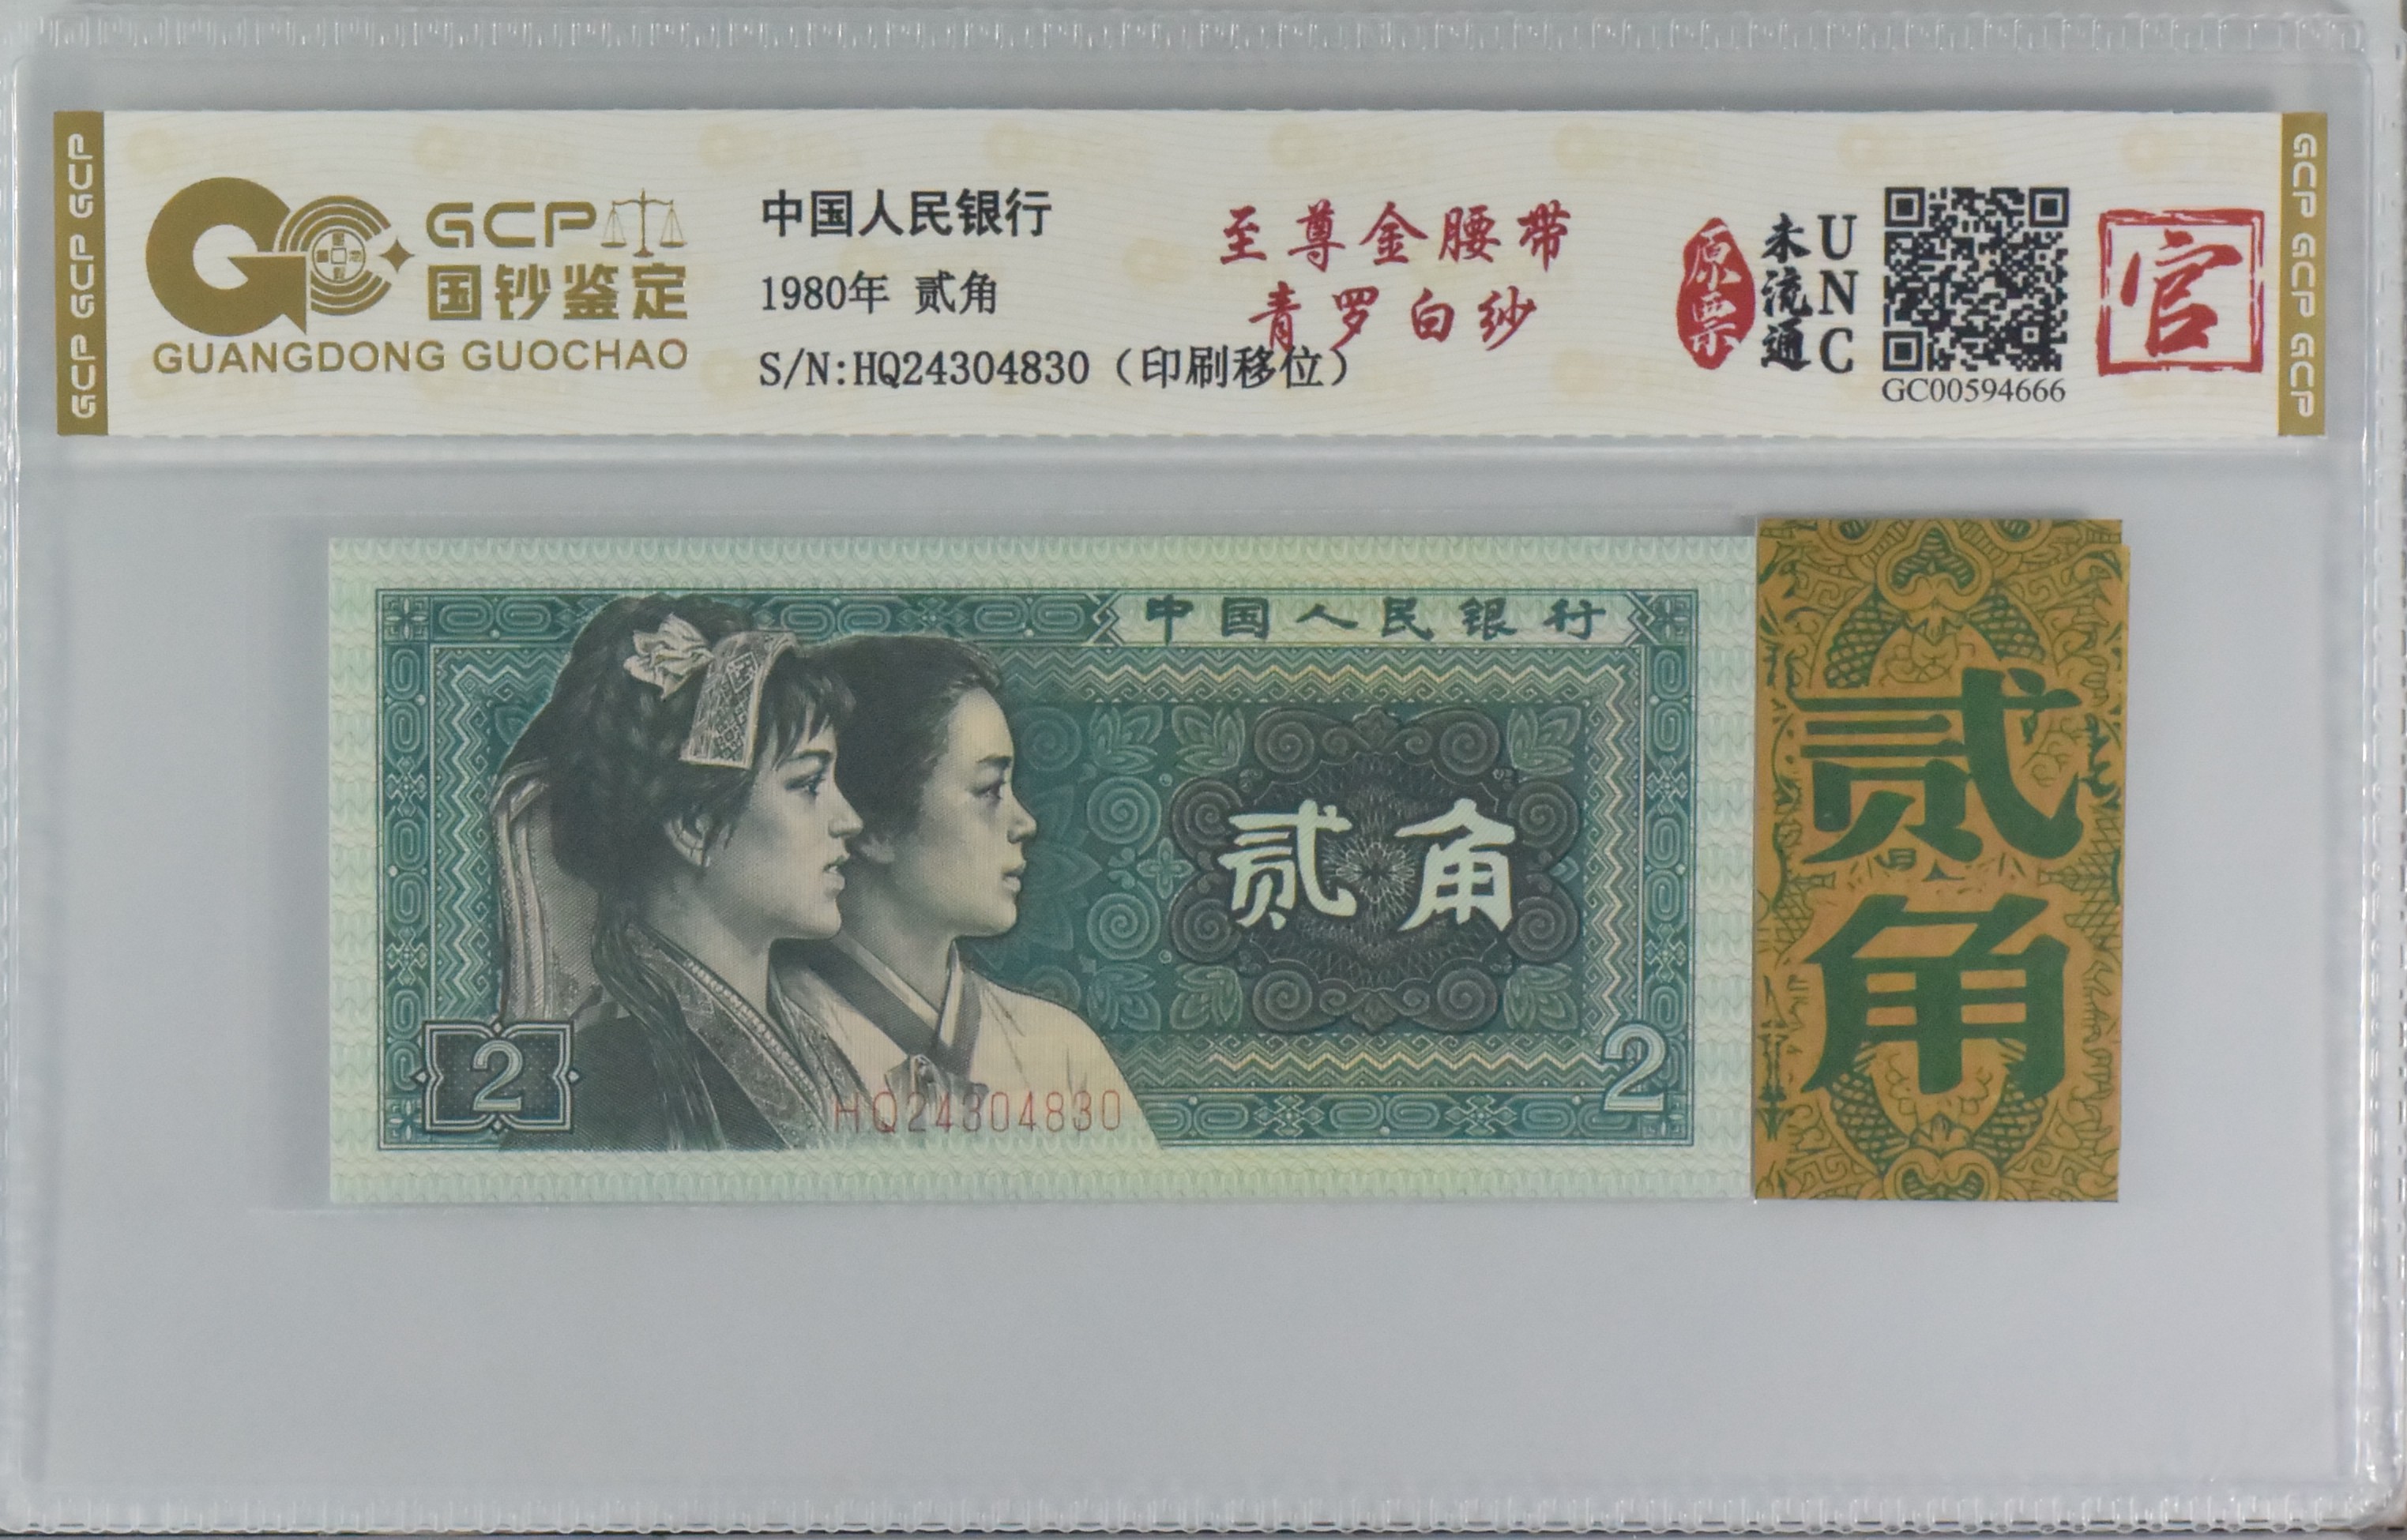 GCP GCP GCP
GCP
国钞鉴定
GUANGDONG GUOCHAO
中国人民银行
1980年 贰角
S/N:HQ24304830（印刷移位）
至尊金腰带
青罗白纱
原票
未流通
UNC
GC00594666
官
GCP GCP GCP
中国人民银行
贰角
2
HQ24304830
2
贰角